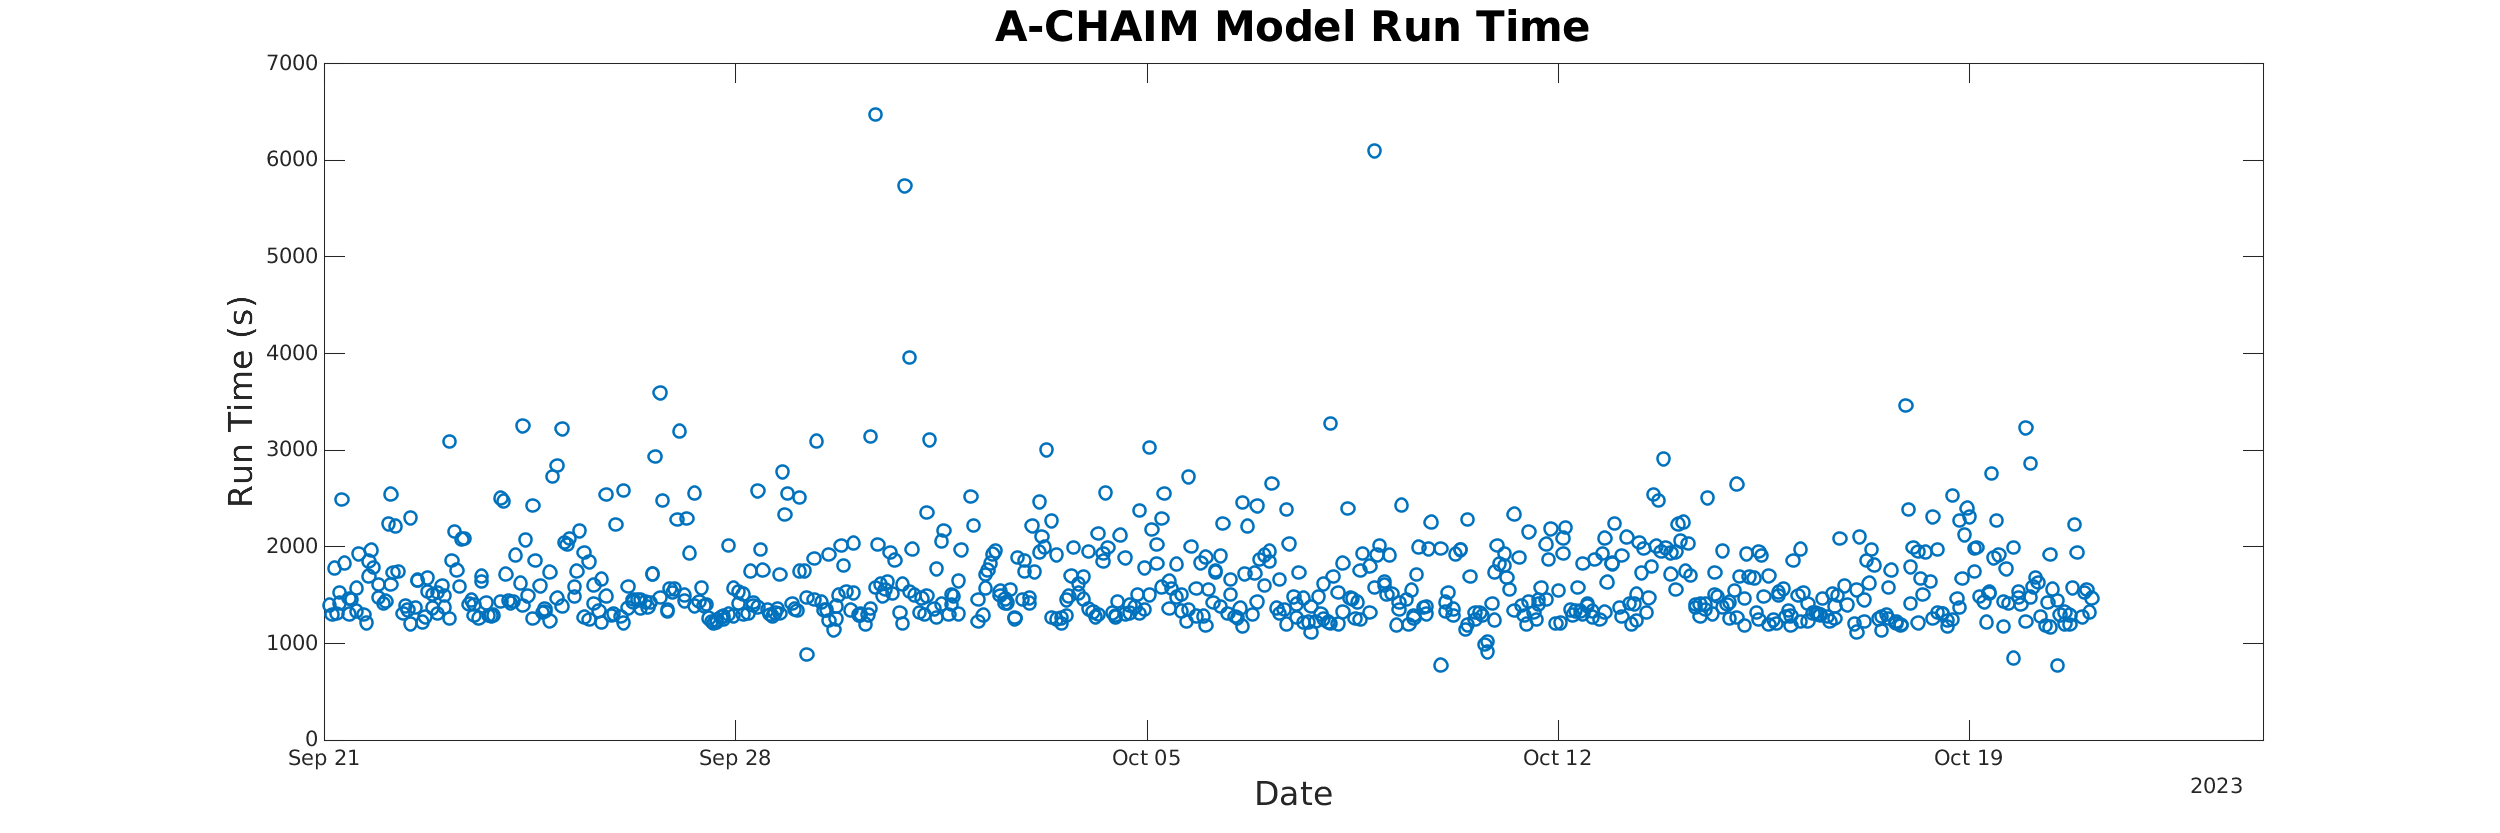 A-CHAIM Model Run Time
7000
6000
5000
4000
3000
2000
1000
0
Run Time (s)
Sep 21 Sep 28 Oct 05 Oct 12 Oct 19
2023
Date